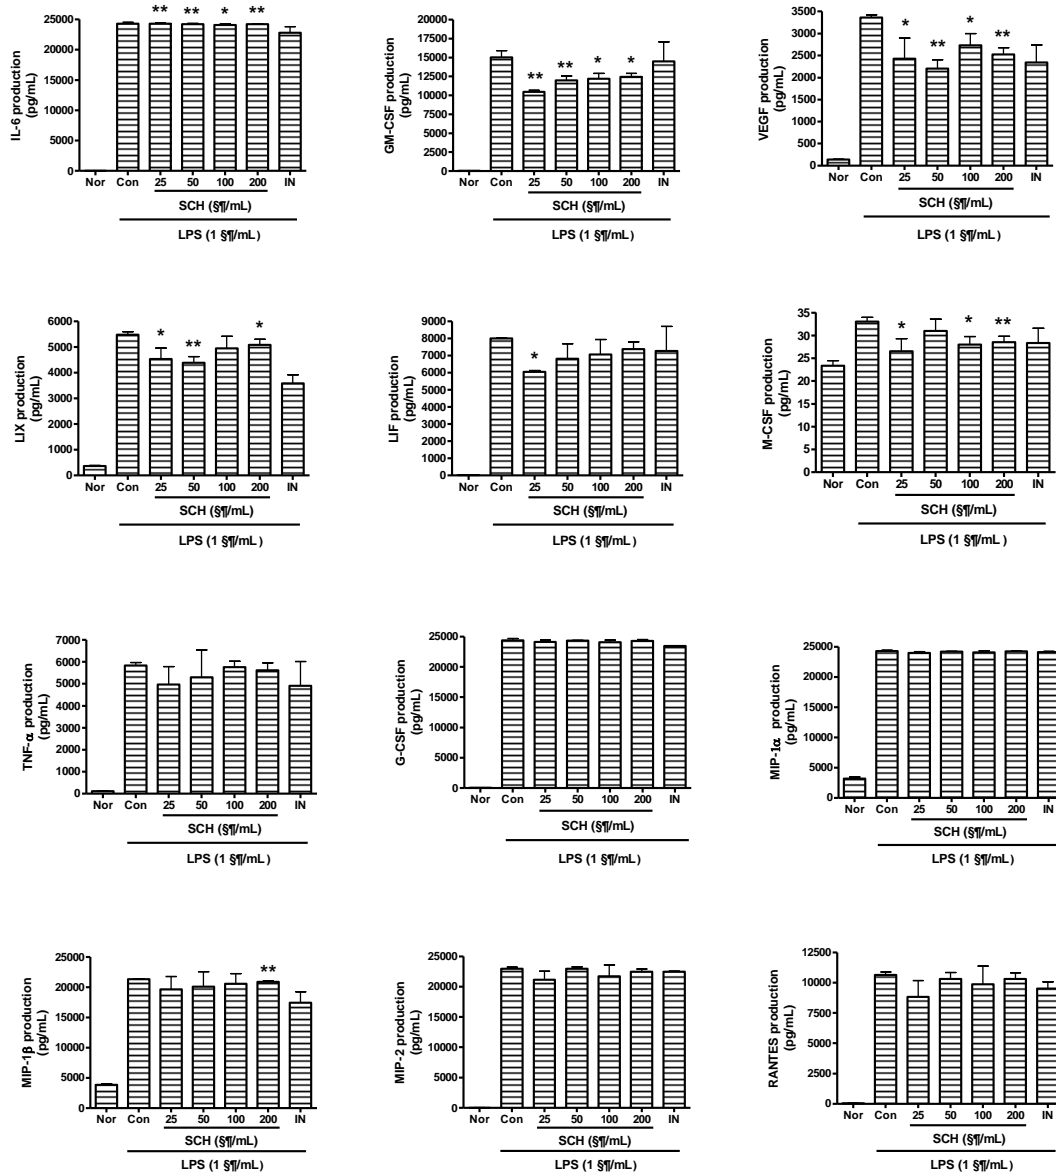 IL-6 production
(pg/mL)
25000
20000
15000
10000
5000
0
** ** * **
Nor Con 25 50 100 200 IN
SCH (§¶/mL)
LPS (1 §¶/mL)
GM-CSF production
(pg/mL)
20000
17500
15000
12500
10000
7500
5000
2500
0
** ** * *
Nor Con 25 50 100 200 IN
SCH (§¶/mL)
LPS (1 §¶/mL)
VEGF production
(pg/mL)
3500
3000
2500
2000
1500
1000
500
0
* ** * **
Nor Con 25 50 100 200 IN
SCH (§¶/mL)
LPS (1 §¶/mL)
LIX production
(pg/mL)
6000
5000
4000
3000
2000
1000
0
* ** *
Nor Con 25 50 100 200 IN
SCH (§¶/mL)
LPS (1 §¶/mL)
LIF production
(pg/mL)
9000
8000
7000
6000
5000
4000
3000
2000
1000
0
*
Nor Con 25 50 100 200 IN
SCH (§¶/mL)
LPS (1 §¶/mL)
M-CSF production
(pg/mL)
35
30
25
20
15
10
5
0
* * **
Nor Con 25 50 100 200 IN
SCH (§¶/mL)
LPS (1 §¶/mL)
TNF-α production
(pg/mL)
7000
6000
5000
4000
3000
2000
1000
0
Nor Con 25 50 100 200 IN
SCH (§¶/mL)
LPS (1 §¶/mL)
G-CSF production
(pg/mL)
25000
20000
15000
10000
5000
0
Nor Con 25 50 100 200 IN
SCH (§¶/mL)
LPS (1 §¶/mL)
MIP-1α production
(pg/mL)
25000
20000
15000
10000
5000
0
Nor Con 25 50 100 200 IN
SCH (§¶/mL)
LPS (1 §¶/mL)
MIP-1β production
(pg/mL)
25000
20000
15000
10000
5000
0
**
Nor Con 25 50 100 200 IN
SCH (§¶/mL)
LPS (1 §¶/mL)
MIP-2 production
(pg/mL)
25000
20000
15000
10000
5000
0
Nor Con 25 50 100 200 IN
SCH (§¶/mL)
LPS (1 §¶/mL)
RANTES production
(pg/mL)
12500
10000
7500
5000
2500
0
Nor Con 25 50 100 200 IN
SCH (§¶/mL)
LPS (1 §¶/mL)